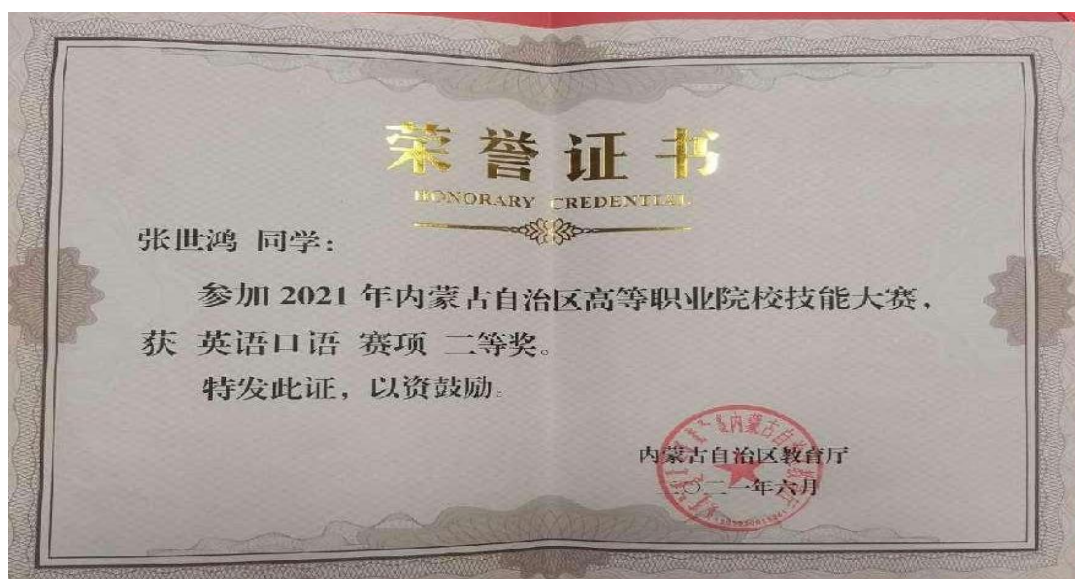 荣誉证书
HONORARY CREDENTIAL
张世鸿 同学：
参加 2021 年内蒙古自治区高等职业院校技能大赛，
获 英语口语 赛项 二等奖。
特发此证，以资鼓励。
内蒙古自治区教育厅
二〇二一年六月